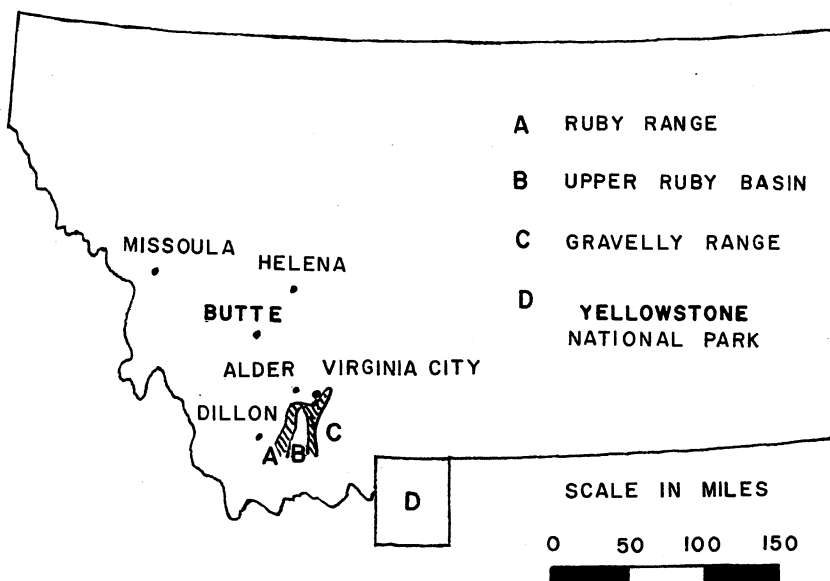 A RUBY RANGE
B UPPER RUBY BASIN
C GRAVELLY RANGE
D YELLOWSTONE
NATIONAL PARK
MISSOULA
HELENA
BUTTE
ALDER
VIRGINIA CITY
DILLON
A
B
C
D
SCALE IN MILES
0 50 100 150